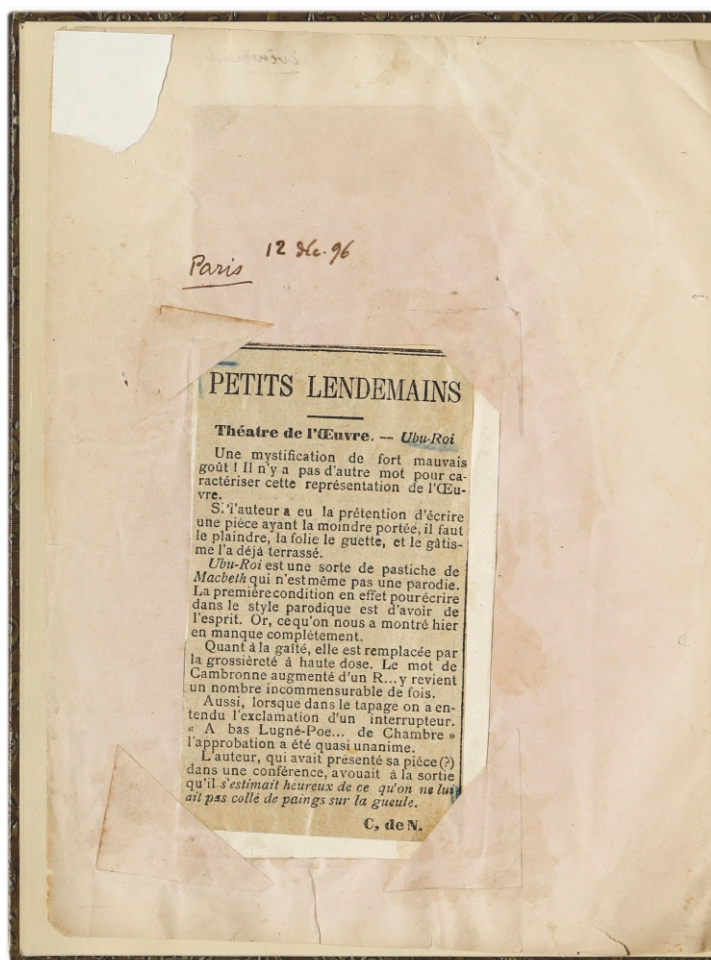 Paris
12 déc. 96
PETITS LENDEMAINS
Théatre de l'Œuvre. — Ubu-Roi
Une mystification de fort mauvais
goût ! Il n'y a pas d'autre mot pour ca-
ractériser cette représentation de l'Œu-
vre.
Si l'auteur a eu la prétention d'écrire
une pièce ayant la moindre portée, il faut
le plaindre, la folie le guette, et le gâtis-
me l'a déjà terrassé.
Ubu-Roi est une sorte de pastiche de
Macbeth qui n'est même pas une parodie.
La première condition en effet pour écrire
dans le style parodique est d'avoir de
l'esprit. Or, ce qu'on nous a montré hier
en manque complètement.
Quant à la gaîté, elle est remplacée par
la grossièreté à haute dose. Le mot de
Cambronne augmenté d'un R... y revient
un nombre incommensurable de fois.
Aussi, lorsque dans le tapage on a en-
tendu l'exclamation d'un interrupteur.
« A bas Lugné-Poe... de Chambre »
l'approbation a été quasi unanime.
L'auteur, qui avait présenté sa pièce (?)
dans une conférence, avouait à la sortie
qu'il s'estimait heureux de ce qu'on ne lui
ait pas collé de paings sur la gueule.
C, de N.